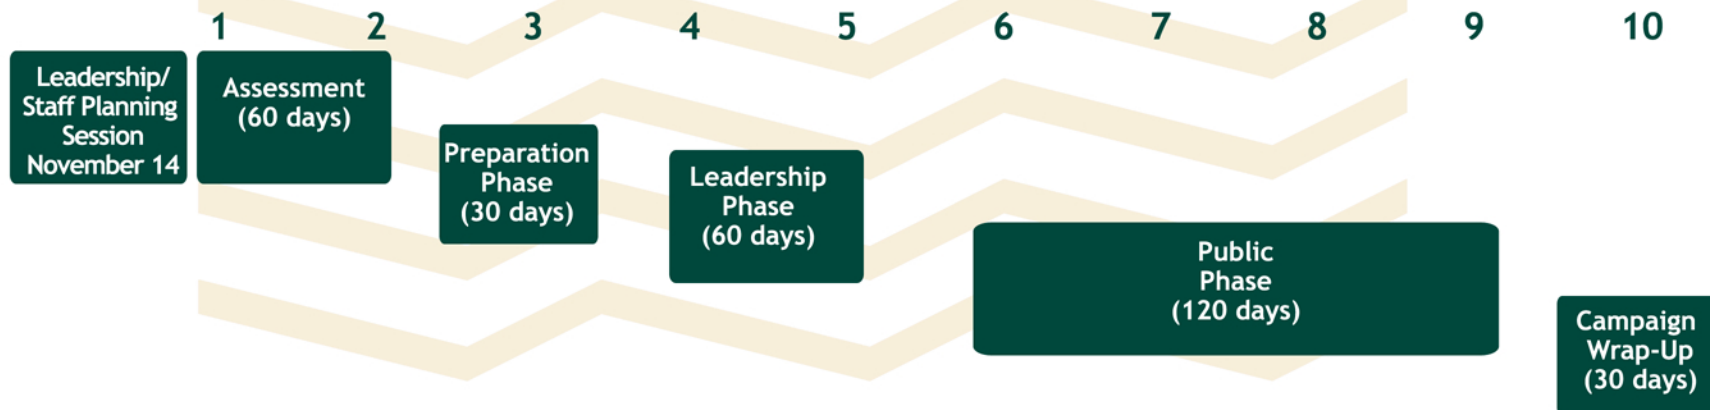 1 2 3 4 5 6 7 8 9 10
Leadership/
Staff Planning
Session
November 14
Assessment
(60 days)
Preparation
Phase
(30 days)
Leadership
Phase
(60 days)
Public
Phase
(120 days)
Campaign
Wrap-Up
(30 days)